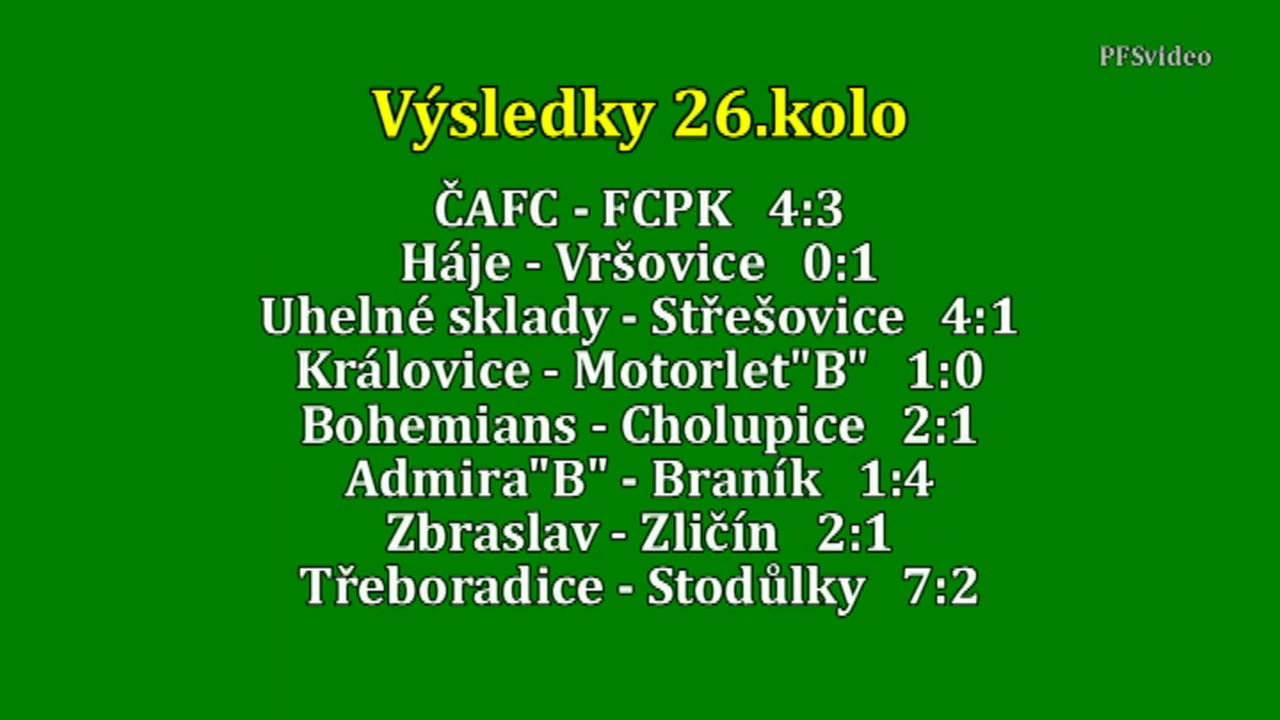 PFSvideo
Výsledky 26.kolo
ČAFC - FCPK 4:3
Háje - Vršovice 0:1
Uhelné sklady - Střešovice 4:1
Královice - Motorlet"B" 1:0
Bohemians - Cholupice 2:1
Admira"B" - Braník 1:4
Zbraslav - Zličín 2:1
Třeboradice - Stodůlky 7:2